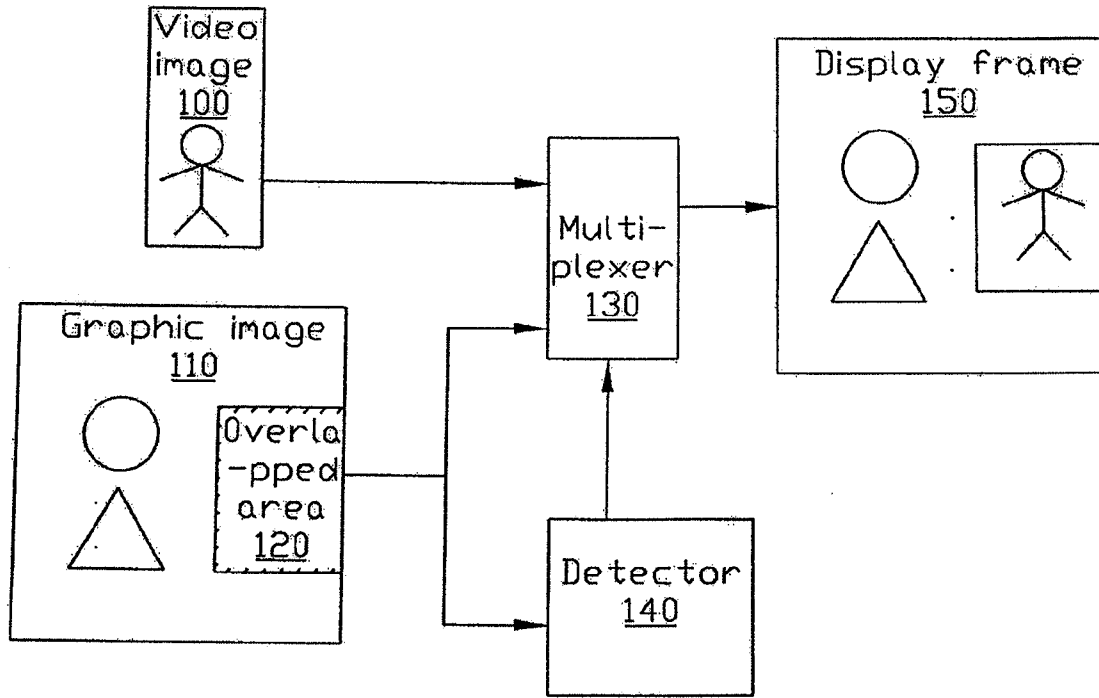 Video
image
100
Display frame
150
Multi-
plexer
130
Graphic image
110
Overla
-pped
area
120
Detector
140